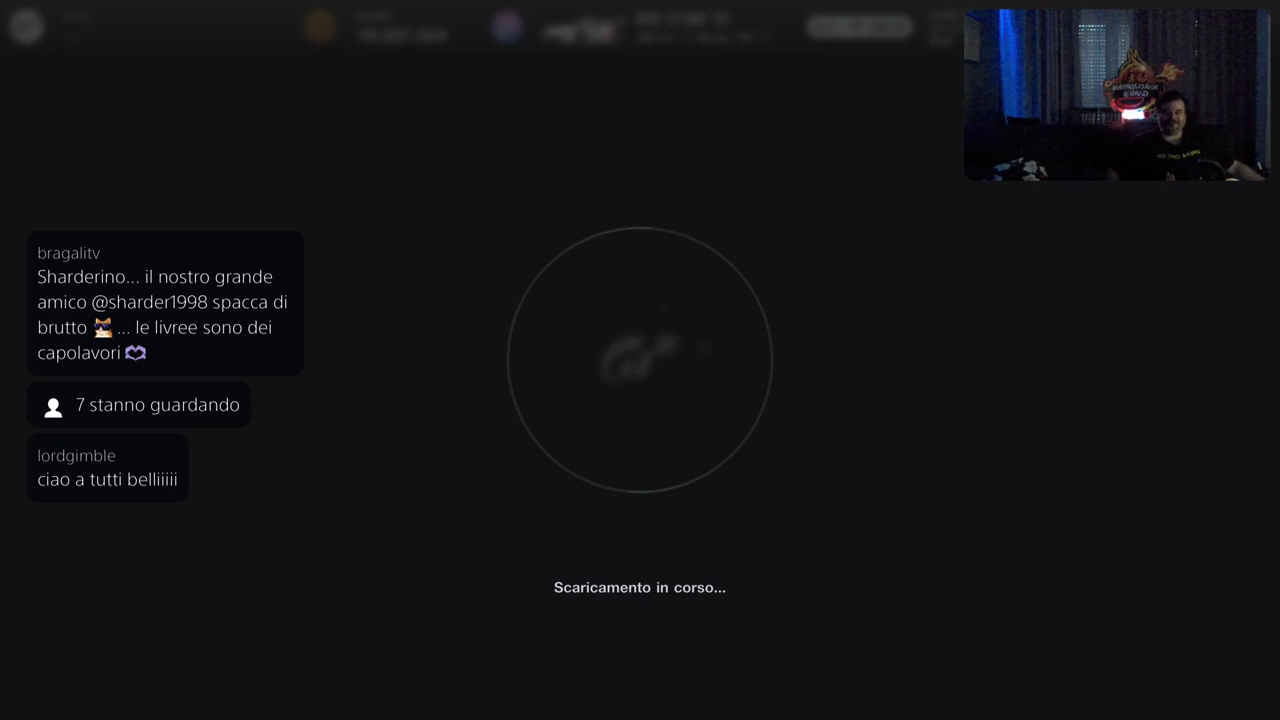 bragalitv
Sharderino... il nostro grande
amico @sharder1998 spacca di
brutto 😎 ... le livree sono dei
capolavori 🫶
7 stanno guardando
lordgimble
ciao a tutti belliiiii
Scaricamento in corso...